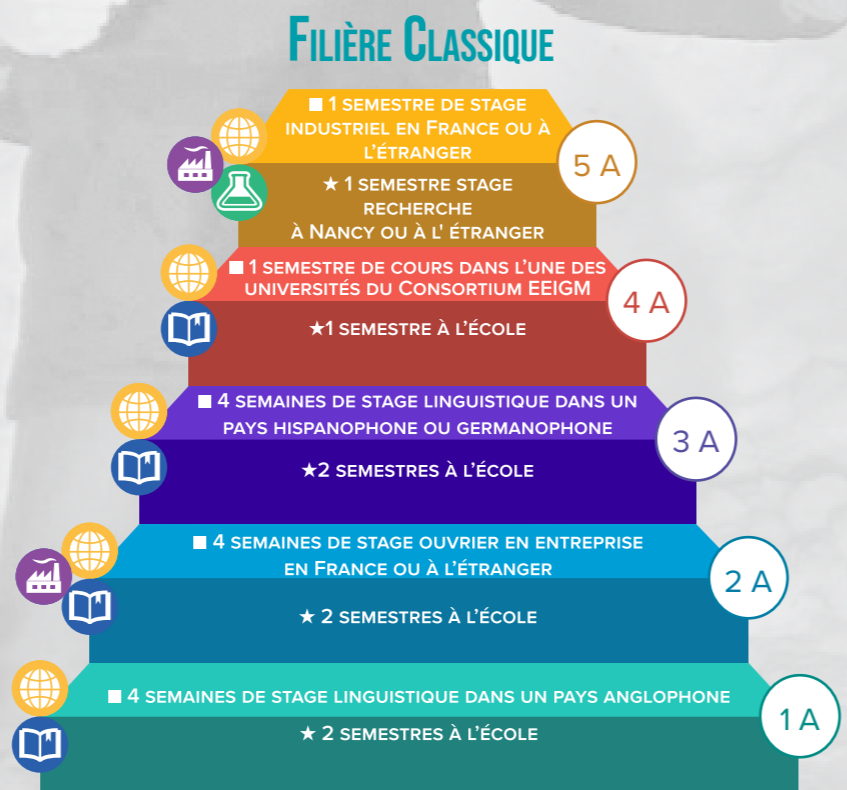 Filière Classique
■ 1 semestre de stage
industriel en France ou à
l'étranger
5 A
★ 1 semestre stage
recherche
à Nancy ou à l' étranger
■ 1 semestre de cours dans l'une des
universités du Consortium EEIGM
4 A
★1 semestre à l'école
■ 4 semaines de stage linguistique dans un
pays hispanophone ou germanophone
3 A
★2 semestres à l'école
■ 4 semaines de stage ouvrier en entreprise
en France ou à l'étranger
2 A
★ 2 semestres à l'école
■ 4 semaines de stage linguistique dans un pays anglophone
1 A
★ 2 semestres à l'école